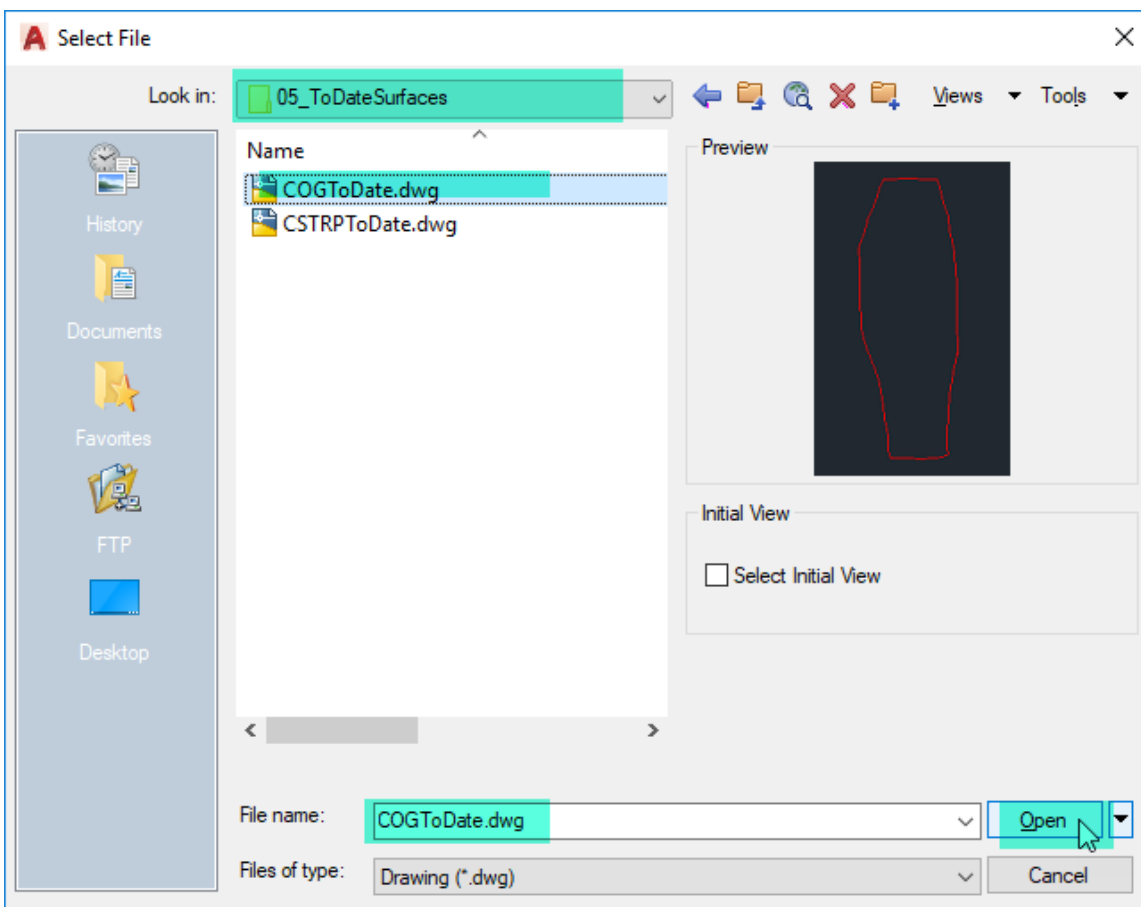 Select File
Look in:
05_ToDateSurfaces
Views
Tools
Name
COGToDate.dwg
CSTRPToDate.dwg
History
Documents
Favorites
FTP
Desktop
Preview
Initial View
Select Initial View
File name:
COGToDate.dwg
Open
Files of type:
Drawing (*.dwg)
Cancel